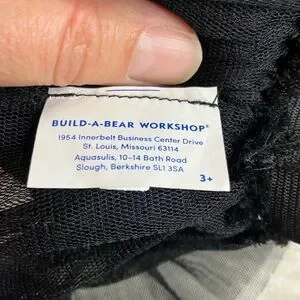 BUILD-A-BEAR WORKSHOP®
1954 Innerbelt Business Center Drive
St. Louis, Missouri 63114
Aquasulis, 10-14 Bath Road
Slough, Berkshire SL1 3SA
3+